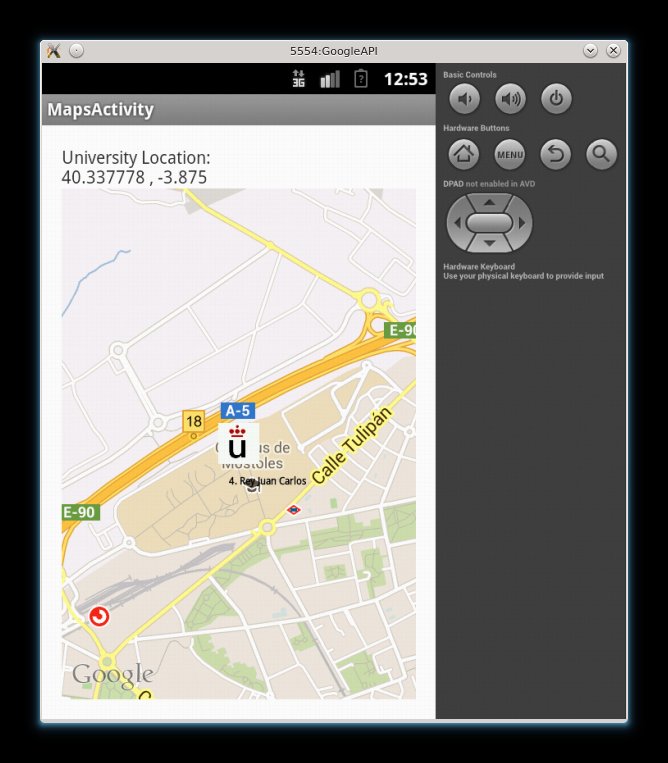 5554:GoogleAPI
3G
12:53
MapsActivity
University Location:
40.337778 , -3.875
E-90
A-5
18
u
Campus de
Móstoles
4. Rey Juan Carlos
Calle Tulipán
E-90
Google
Basic Controls
Hardware Buttons
MENU
DPAD not enabled in AVD
Hardware Keyboard
Use your physical keyboard to provide input